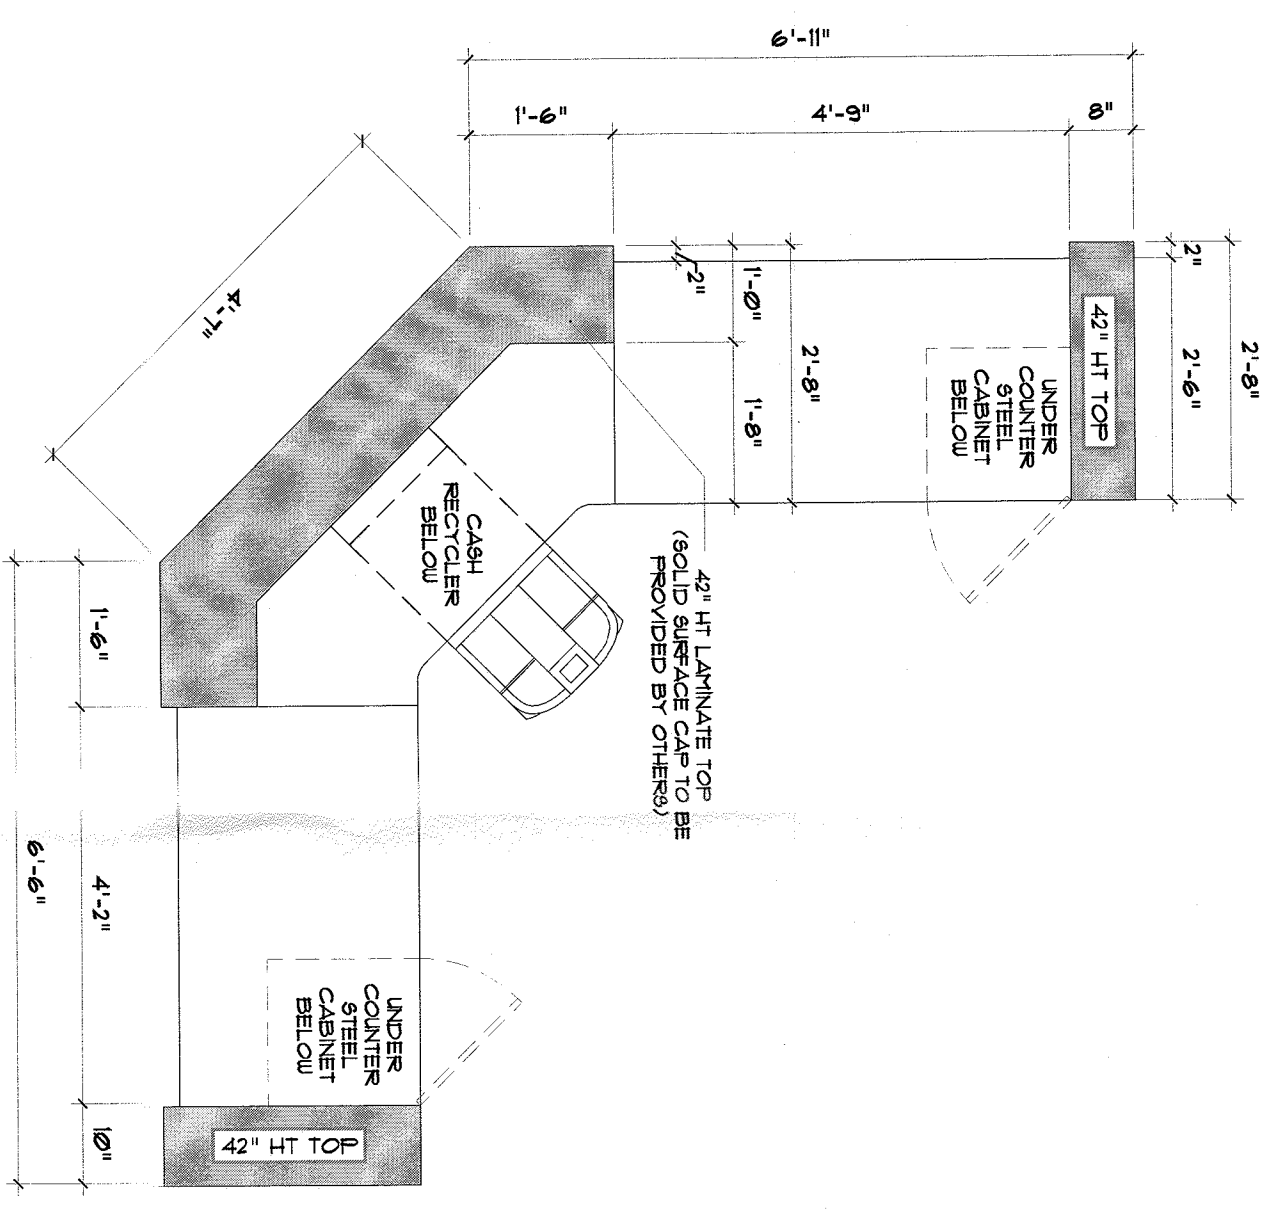 6'-11"
1'-6"
4'-9"
8"
4'-7"
2"
1'-0"
1'-8"
2'-8"
2"
2'-6"
2'-8"
42" HT TOP
UNDER
COUNTER
STEEL
CABINET
BELOW
CASH
RECYCLER
BELOW
42" HT LAMINATE TOP
(SOLID SURFACE CAP TO BE
PROVIDED BY OTHERS)
1'-6"
4'-2"
10"
6'-6"
UNDER
COUNTER
STEEL
CABINET
BELOW
42" HT TOP